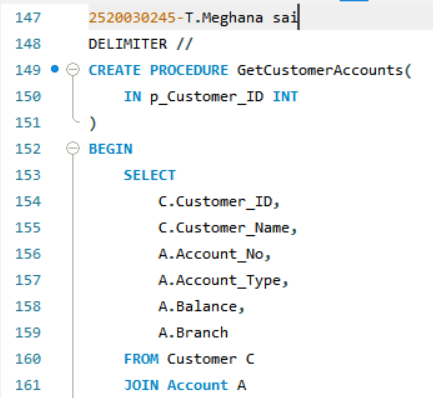 147 2520030245-T.Meghana sai
148 DELIMITER //
149 CREATE PROCEDURE GetCustomerAccounts(
150 IN p_Customer_ID INT
151 )
152 BEGIN
153 SELECT
154 C.Customer_ID,
155 C.Customer_Name,
156 A.Account_No,
157 A.Account_Type,
158 A.Balance,
159 A.Branch
160 FROM Customer C
161 JOIN Account A